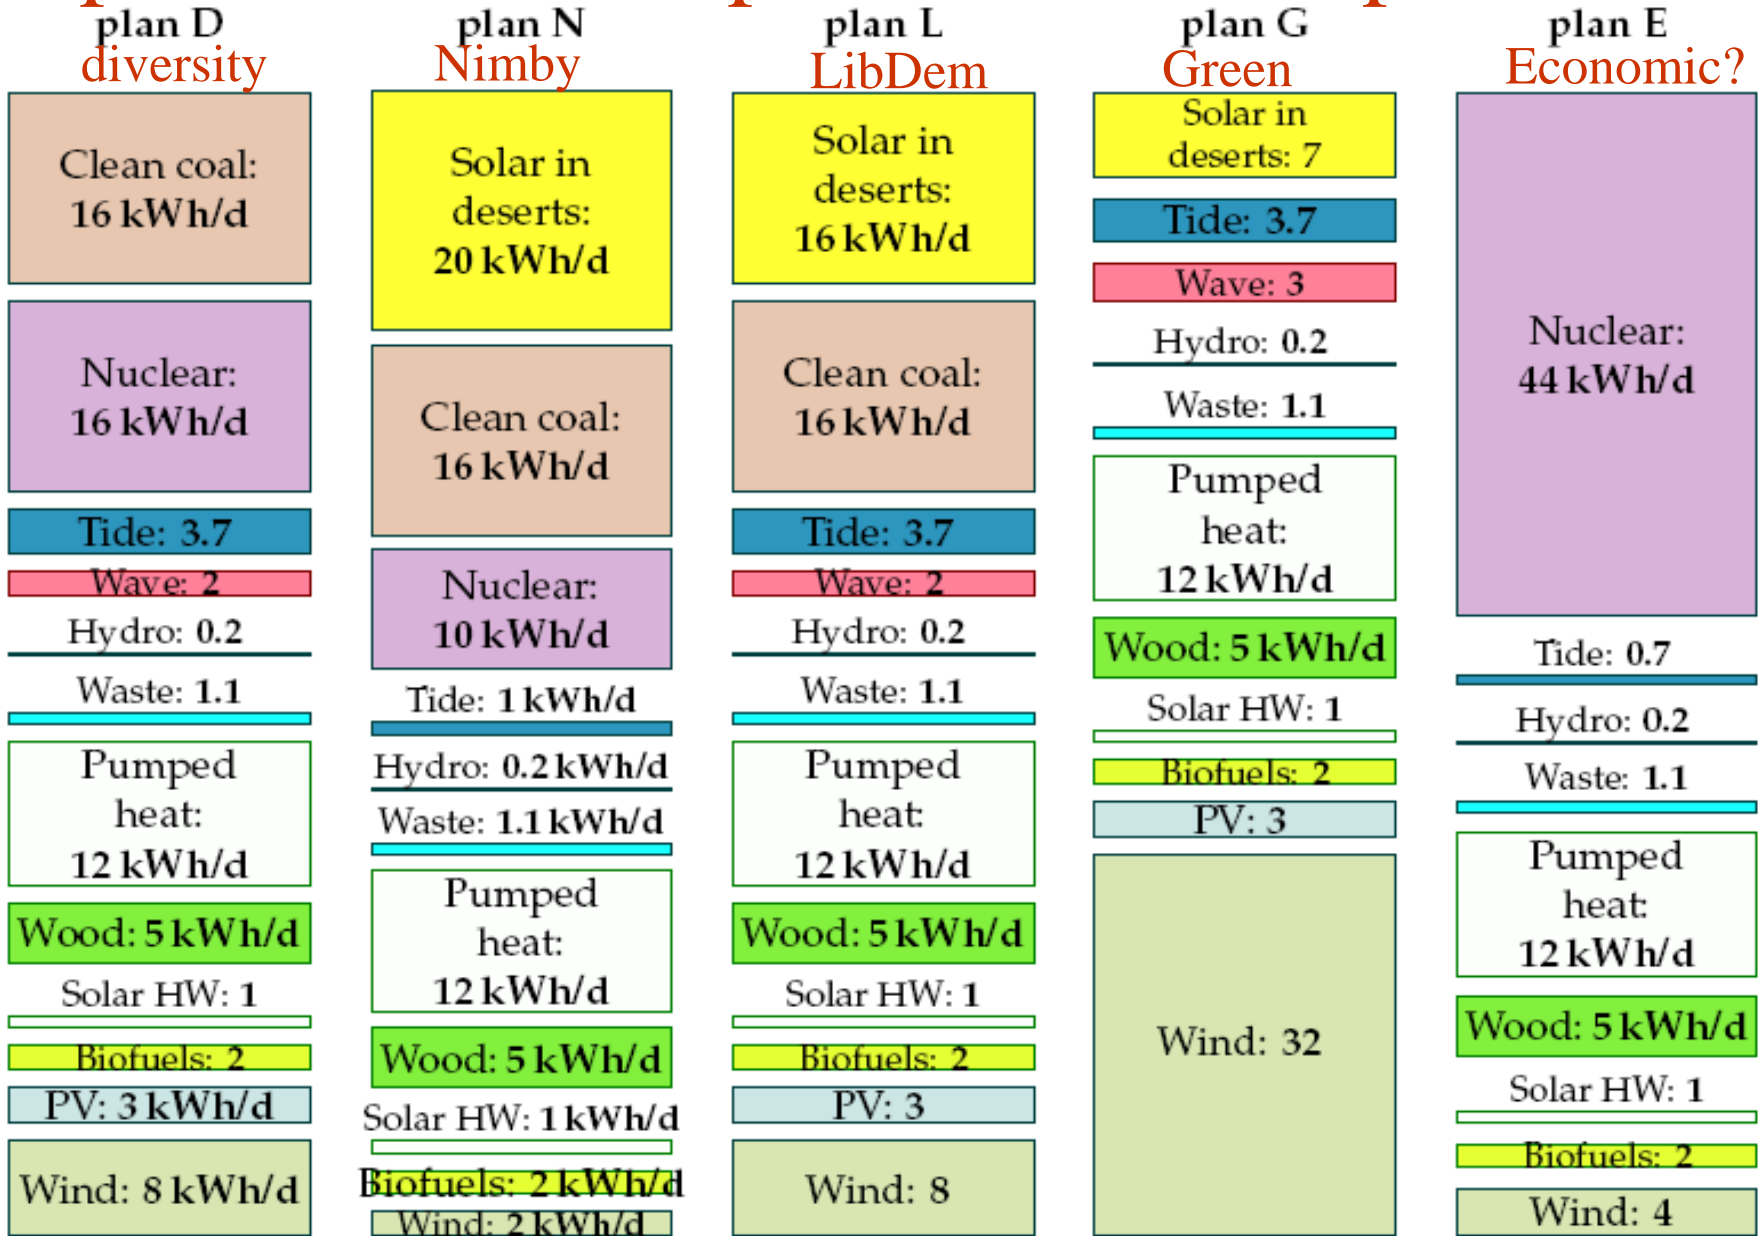 plan D
diversity
Clean coal:
16 kWh/d
Nuclear:
16 kWh/d
Tide: 3.7
Wave: 2
Hydro: 0.2
Waste: 1.1
Pumped
heat:
12 kWh/d
Wood: 5 kWh/d
Solar HW: 1
Biofuels: 2
PV: 3 kWh/d
Wind: 8 kWh/d
plan N
Nimby
Solar in
deserts:
20 kWh/d
Clean coal:
16 kWh/d
Nuclear:
10 kWh/d
Tide: 1 kWh/d
Hydro: 0.2 kWh/d
Waste: 1.1 kWh/d
Pumped
heat:
12 kWh/d
Wood: 5 kWh/d
Solar HW: 1 kWh/d
Biofuels: 2 kWh/d
Wind: 2 kWh/d
plan L
LibDem
Solar in
deserts:
16 kWh/d
Clean coal:
16 kWh/d
Tide: 3.7
Wave: 2
Hydro: 0.2
Waste: 1.1
Pumped
heat:
12 kWh/d
Wood: 5 kWh/d
Solar HW: 1
Biofuels: 2
PV: 3
Wind: 8
plan G
Green
Solar in
deserts: 7
Tide: 3.7
Wave: 3
Hydro: 0.2
Waste: 1.1
Pumped
heat:
12 kWh/d
Wood: 5 kWh/d
Solar HW: 1
Biofuels: 2
PV: 3
Wind: 32
plan E
Economic?
Nuclear:
44 kWh/d
Tide: 0.7
Hydro: 0.2
Waste: 1.1
Pumped
heat:
12 kWh/d
Wood: 5 kWh/d
Solar HW: 1
Biofuels: 2
Wind: 4